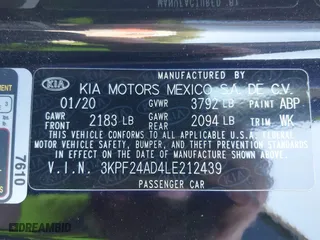 MANUFACTURED BY
KIA KIA MOTORS MEXICO S.A. DE C.V.
01/20 GVWR 3792 LB PAINT ABP
GAWR FRONT 2183 LB GAWR REAR 2094 LB TRIM WK
THIS VEHICLE CONFORMS TO ALL APPLICABLE U.S. FEDERAL
MOTOR VEHICLE SAFETY, BUMPER, AND THEFT PREVENTION
STANDARDS IN EFFECT ON THE DATE OF MANUFACTURE
SHOWN ABOVE.
V.I.N. 3KPF24AD4LE212439
PASSENGER CAR
7610
DREAMBID